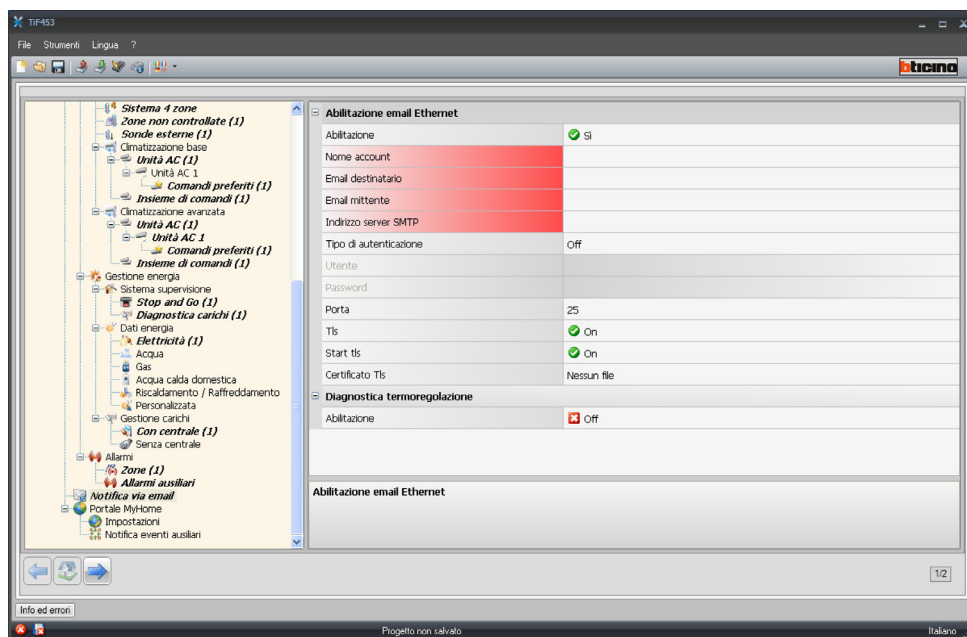 TiF453
File Strumenti Lingua ?
bticino
Sistema 4 zone
Zone non controllate (1)
Sonde esterne (1)
Climatizzazione base
Unità AC (1)
Unità AC 1
Comandi preferiti (1)
Insieme di comandi (1)
Climatizzazione avanzata
Unità AC (1)
Unità AC 1
Comandi preferiti (1)
Insieme di comandi (1)
Gestione energia
Sistema supervisione
Stop and Go (1)
Diagnostica carichi (1)
Dati energia
Elettricità (1)
Acqua
Gas
Acqua calda domestica
Riscaldamento / Raffreddamento
Personalizzata
Gestione carichi
Con centrale (1)
Senza centrale
Allarmi
Zone (1)
Allarmi ausiliari
Notifica via email
Portale MyHome
Impostazioni
Notifica eventi ausiliari
Abilitazione email Ethernet
Abilitazione Sì
Nome account
Email destinatario
Email mittente
Indirizzo server SMTP
Tipo di autenticazione Off
Utente
Password
Porta 25
Tls On
Start tls On
Certificato Tls Nessun file
Diagnostica termoregolazione
Abilitazione Off
Abilitazione email Ethernet
1/2
Info ed errori
Progetto non salvato Italiano